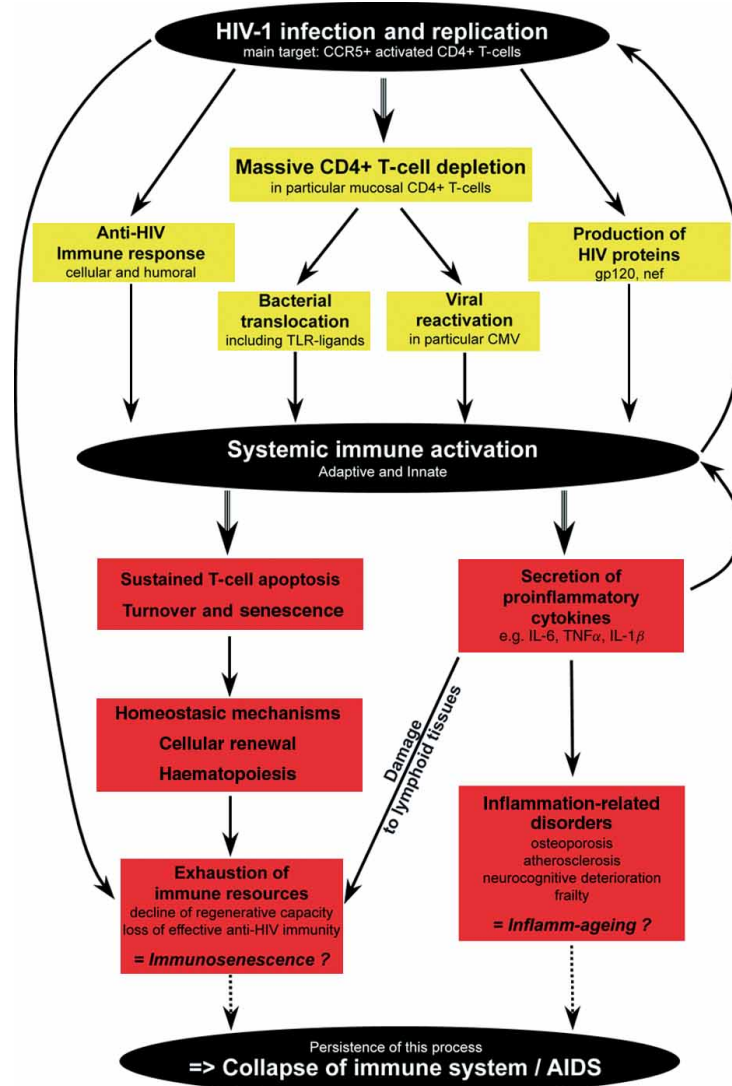 HIV-1 infection and replication
main target: CCR5+ activated CD4+ T-cells
Massive CD4+ T-cell depletion
in particular mucosal CD4+ T-cells
Anti-HIV
Immune response
cellular and humoral
Production of
HIV proteins
gp120, nef
Bacterial
translocation
including TLR-ligands
Viral
reactivation
in particular CMV
Systemic immune activation
Adaptive and Innate
Sustained T-cell apoptosis
Turnover and senescence
Secretion of
proinflammatory
cytokines
e.g. IL-6, TNFα, IL-1β
Homeostasic mechanisms
Cellular renewal
Haematopoiesis
Damage
to lymphoid tissues
Inflammation-related
disorders
osteoporosis
atherosclerosis
neurocognitive deterioration
frailty
= Inflamm-ageing ?
Exhaustion of
immune resources
decline of regenerative capacity
loss of effective anti-HIV immunity
= Immunosenescence ?
Persistence of this process
=> Collapse of immune system / AIDS